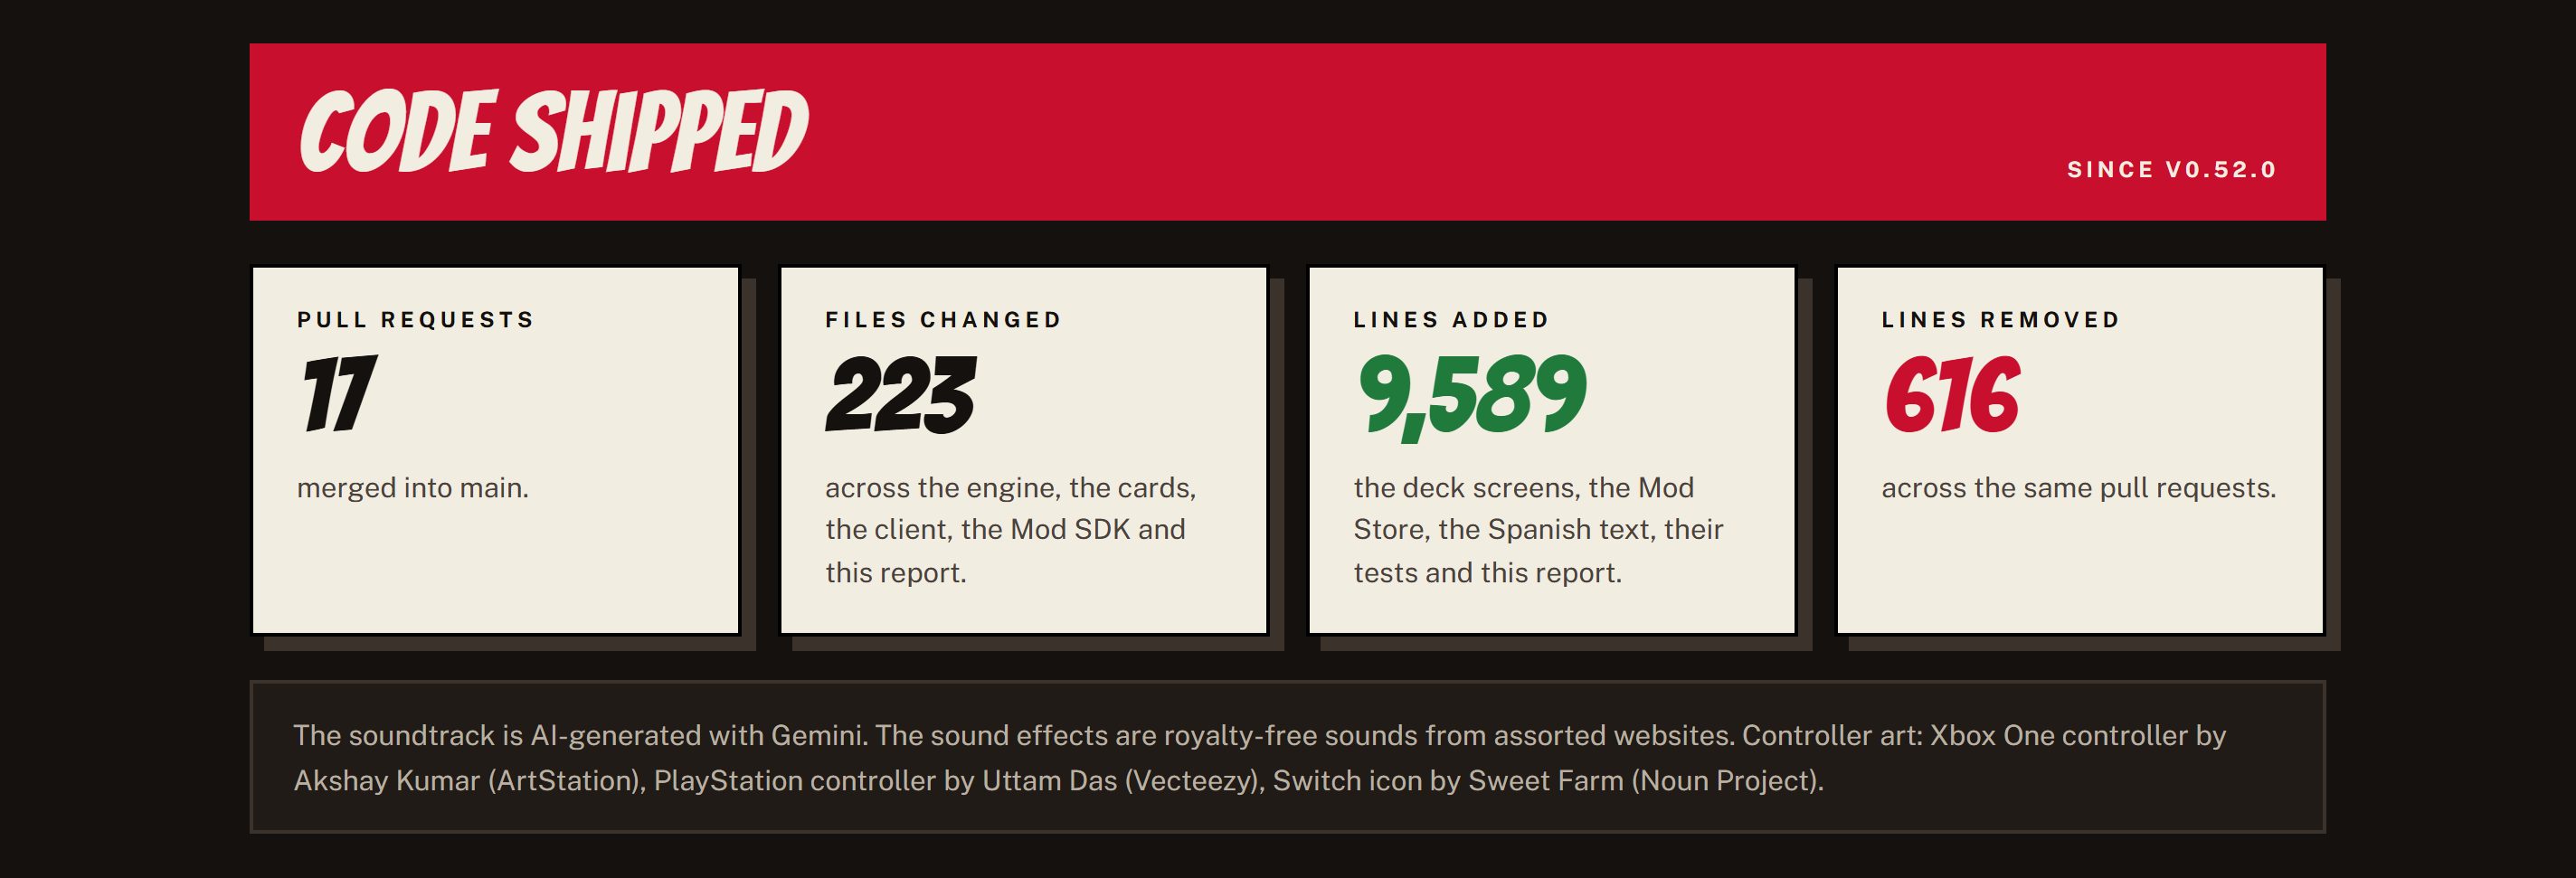 CODE SHIPPED
SINCE V0.52.0
PULL REQUESTS
17
merged into main.
FILES CHANGED
223
across the engine, the cards,
the client, the Mod SDK and
this report.
LINES ADDED
9,589
the deck screens, the Mod
Store, the Spanish text, their
tests and this report.
LINES REMOVED
616
across the same pull requests.
The soundtrack is AI-generated with Gemini. The sound effects are royalty-free sounds from assorted websites. Controller art: Xbox One controller by
Akshay Kumar (ArtStation), PlayStation controller by Uttam Das (Vecteezy), Switch icon by Sweet Farm (Noun Project).